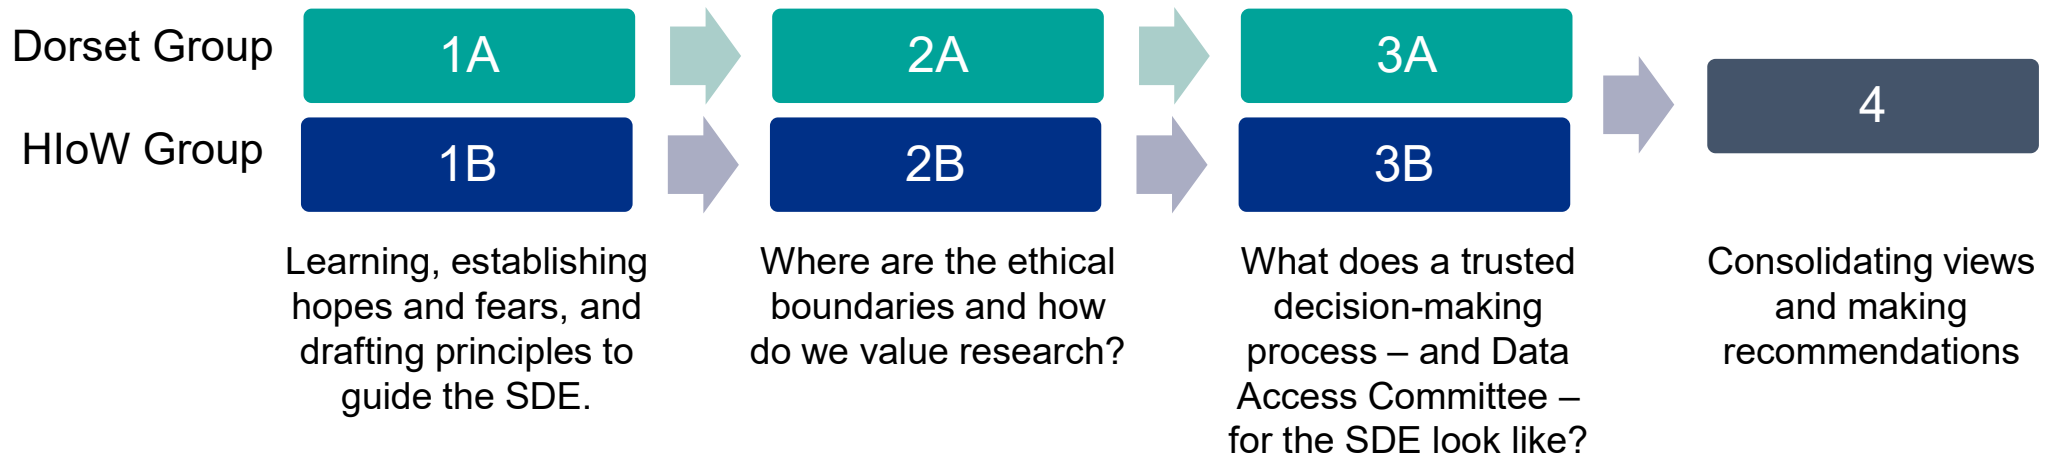 Dorset Group
1A
2A
3A
4
HIoW Group
1B
2B
3B
Learning, establishing
hopes and fears, and
drafting principles to
guide the SDE.
Where are the ethical
boundaries and how
do we value research?
What does a trusted
decision-making
process – and Data
Access Committee –
for the SDE look like?
Consolidating views
and making
recommendations